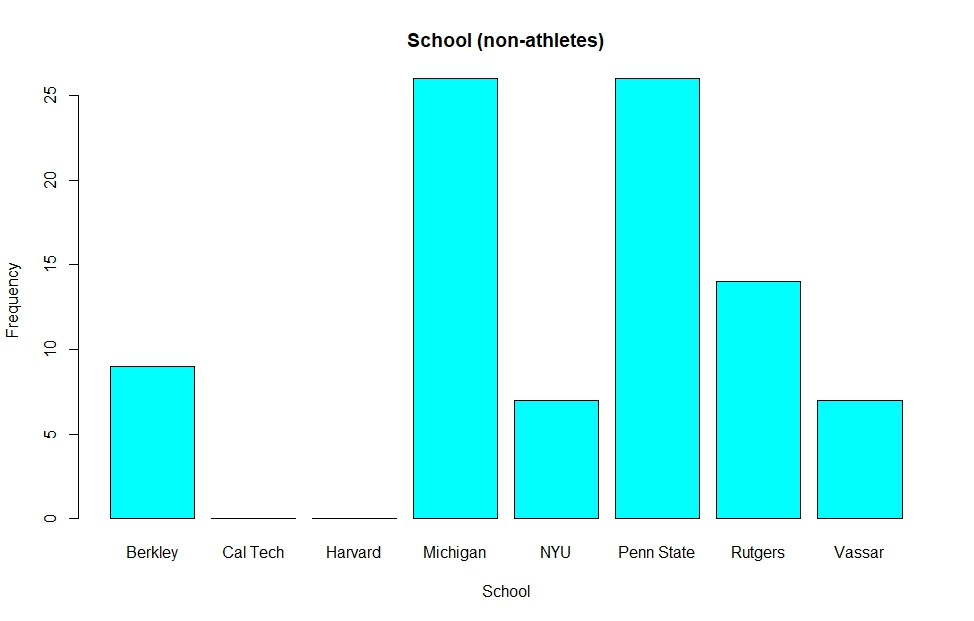 School (non-athletes)
25
20
15
10
5
0
Frequency
Berkley Cal Tech Harvard Michigan NYU Penn State Rutgers Vassar
School